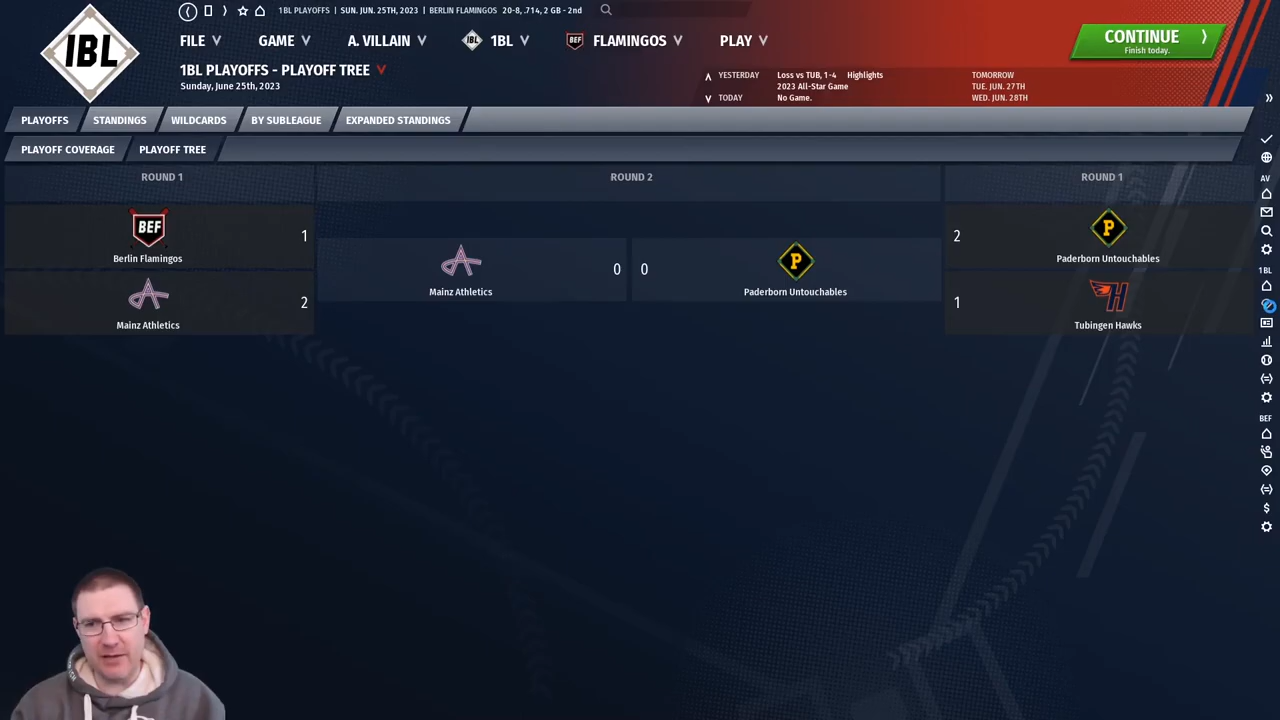 1BL PLAYOFFS | SUN. JUN. 25TH, 2023 | BERLIN FLAMINGOS 20-8, .714, 2 GB - 2nd
IBL
FILE GAME A. VILLAIN 1BL BEF FLAMINGOS PLAY
CONTINUE
Finish today.
1BL PLAYOFFS - PLAYOFF TREE
Sunday, June 25th, 2023
YESTERDAY Loss vs TUB, 1-4 Highlights TOMORROW
2023 All-Star Game TUE. JUN. 27TH
TODAY No Game. WED. JUN. 28TH
PLAYOFFS STANDINGS WILDCARDS BY SUBLEAGUE EXPANDED STANDINGS
PLAYOFF COVERAGE PLAYOFF TREE
ROUND 1 ROUND 2 ROUND 1
BEF 1
Berlin Flamingos
Mainz Athletics 2
Mainz Athletics 0
0 P
Paderborn Untouchables
2 P
Paderborn Untouchables
1 H
Tubingen Hawks
AV
1BL
BEF
$